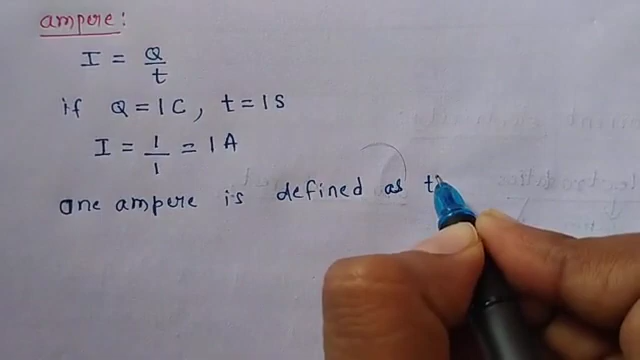 ampere:
I = Q/t
if Q = 1C, t = 1S
I = 1/1 = 1A
one ampere is defined as t